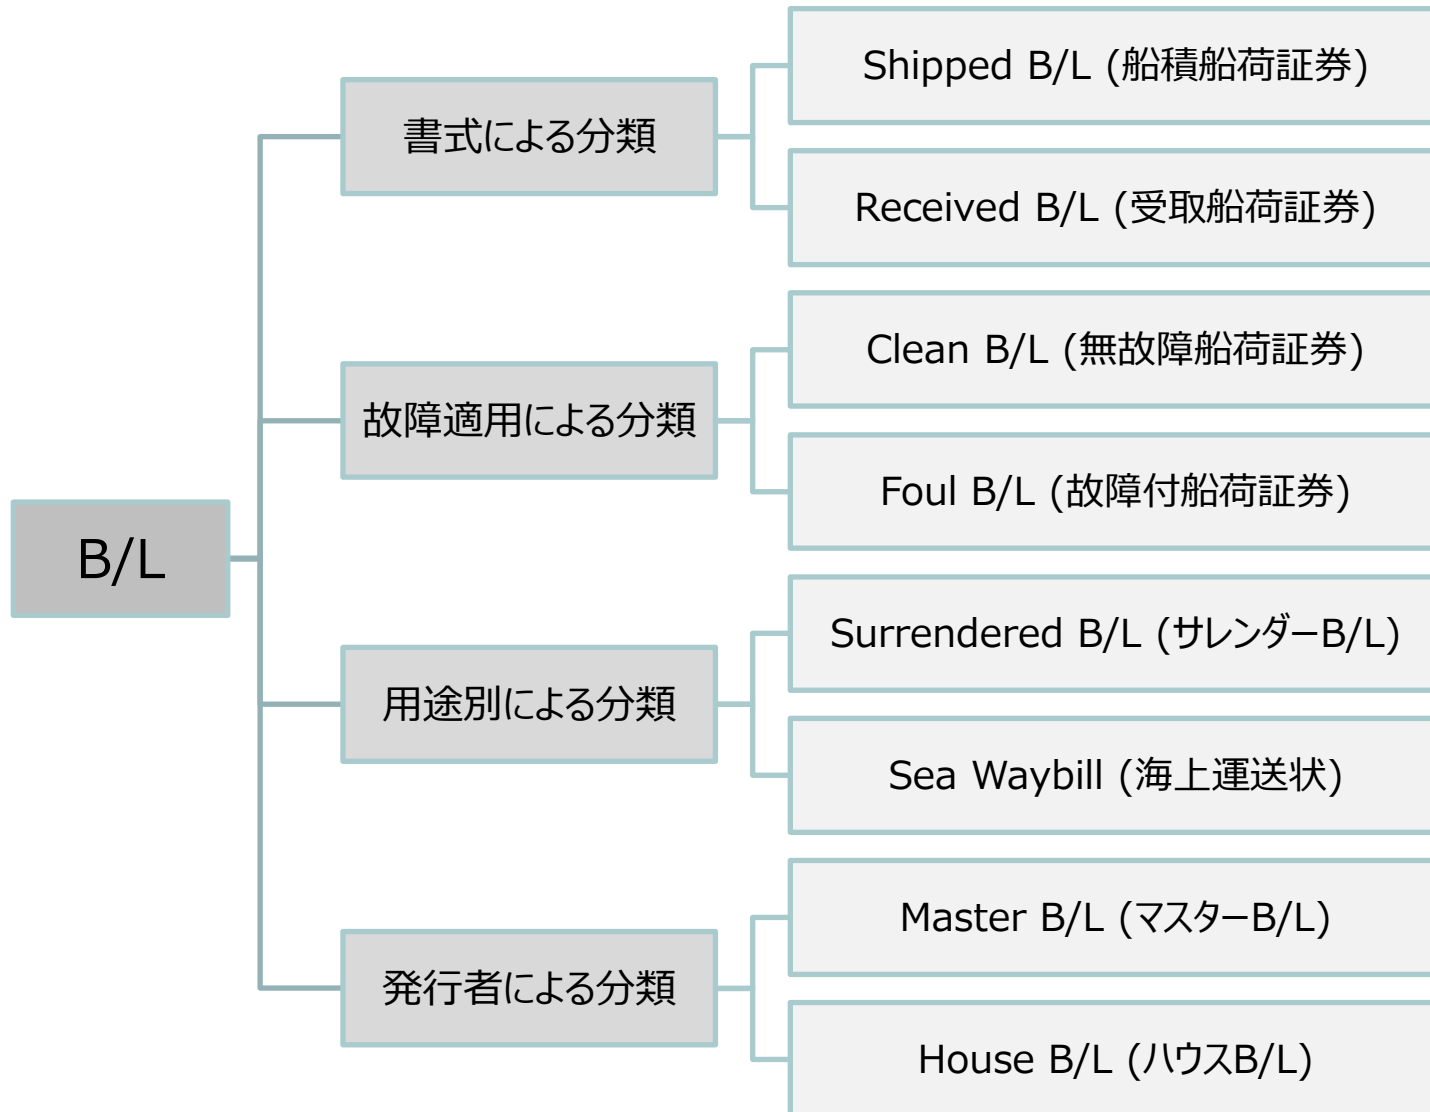 B/L
書式による分類
Shipped B/L (船積船荷証券)
Received B/L (受取船荷証券)
故障適用による分類
Clean B/L (無故障船荷証券)
Foul B/L (故障付船荷証券)
用途別による分類
Surrendered B/L (サレンダーB/L)
Sea Waybill (海上運送状)
発行者による分類
Master B/L (マスターB/L)
House B/L (ハウスB/L)